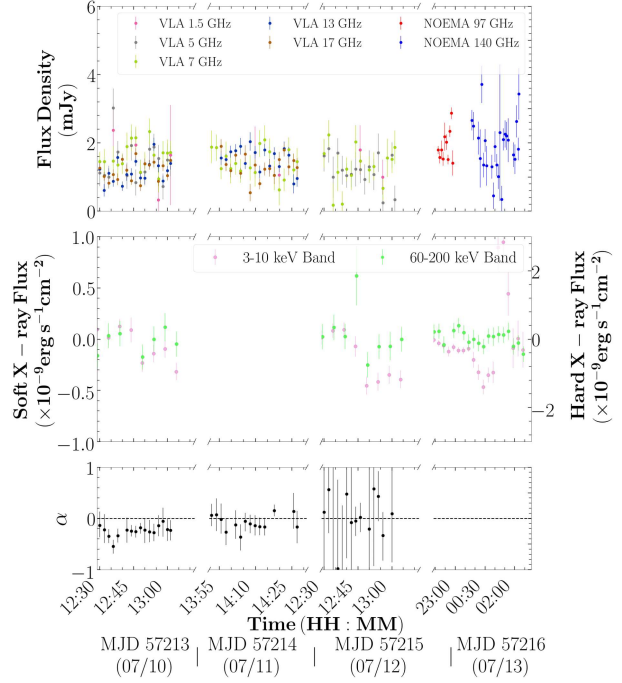 VLA 1.5 GHz
VLA 5 GHz
VLA 7 GHz
VLA 13 GHz
VLA 17 GHz
NOEMA 97 GHz
NOEMA 140 GHz
Flux Density
(mJy)
6
4
2
0
3-10 keV Band
60-200 keV Band
Soft X − ray Flux
(×10−9erg s−1cm−2)
1.0
0.5
0.0
−0.5
−1.0
2
0
−2
Hard X − ray Flux
(×10−9erg s−1cm−2)
α
1
0
−1
12:30
12:45
13:00
13:55
14:10
14:25
12:30
12:45
13:00
23:00
00:30
02:00
Time (HH : MM)
MJD 57213 | MJD 57214 | MJD 57215 | MJD 57216
(07/10) (07/11) (07/12) (07/13)